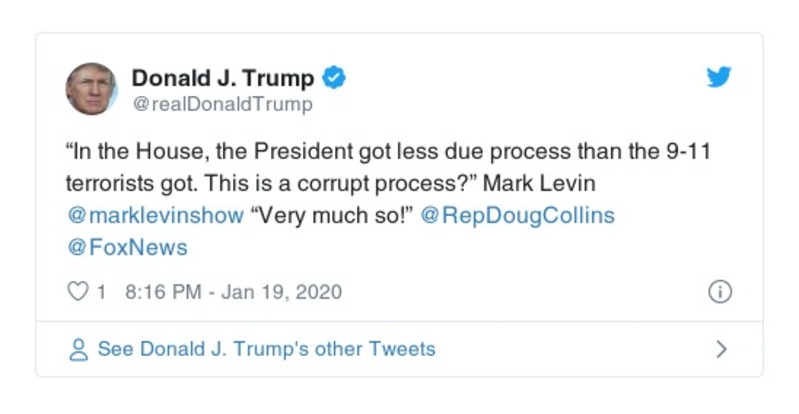 Donald J. Trump
@realDonaldTrump
“In the House, the President got less due process than the 9-11
terrorists got. This is a corrupt process?” Mark Levin
@marklevinshow “Very much so!” @RepDougCollins
@FoxNews
1 8:16 PM - Jan 19, 2020
See Donald J. Trump's other Tweets